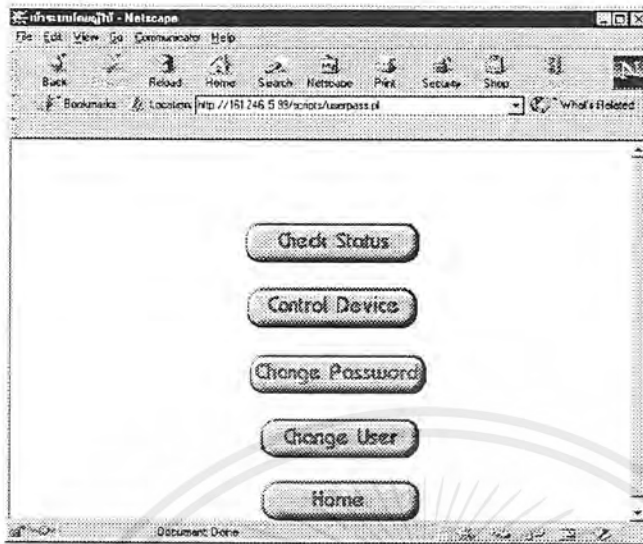 - Netscape
File Edit View Go Communicator Help
Back Reload Home Search Netscape Print Security Shop
Bookmarks Location: http://161.246.5.93/scripts/userpass.pl What's Related
Check Status
Control Device
Change Password
Change User
Home
Document: Done